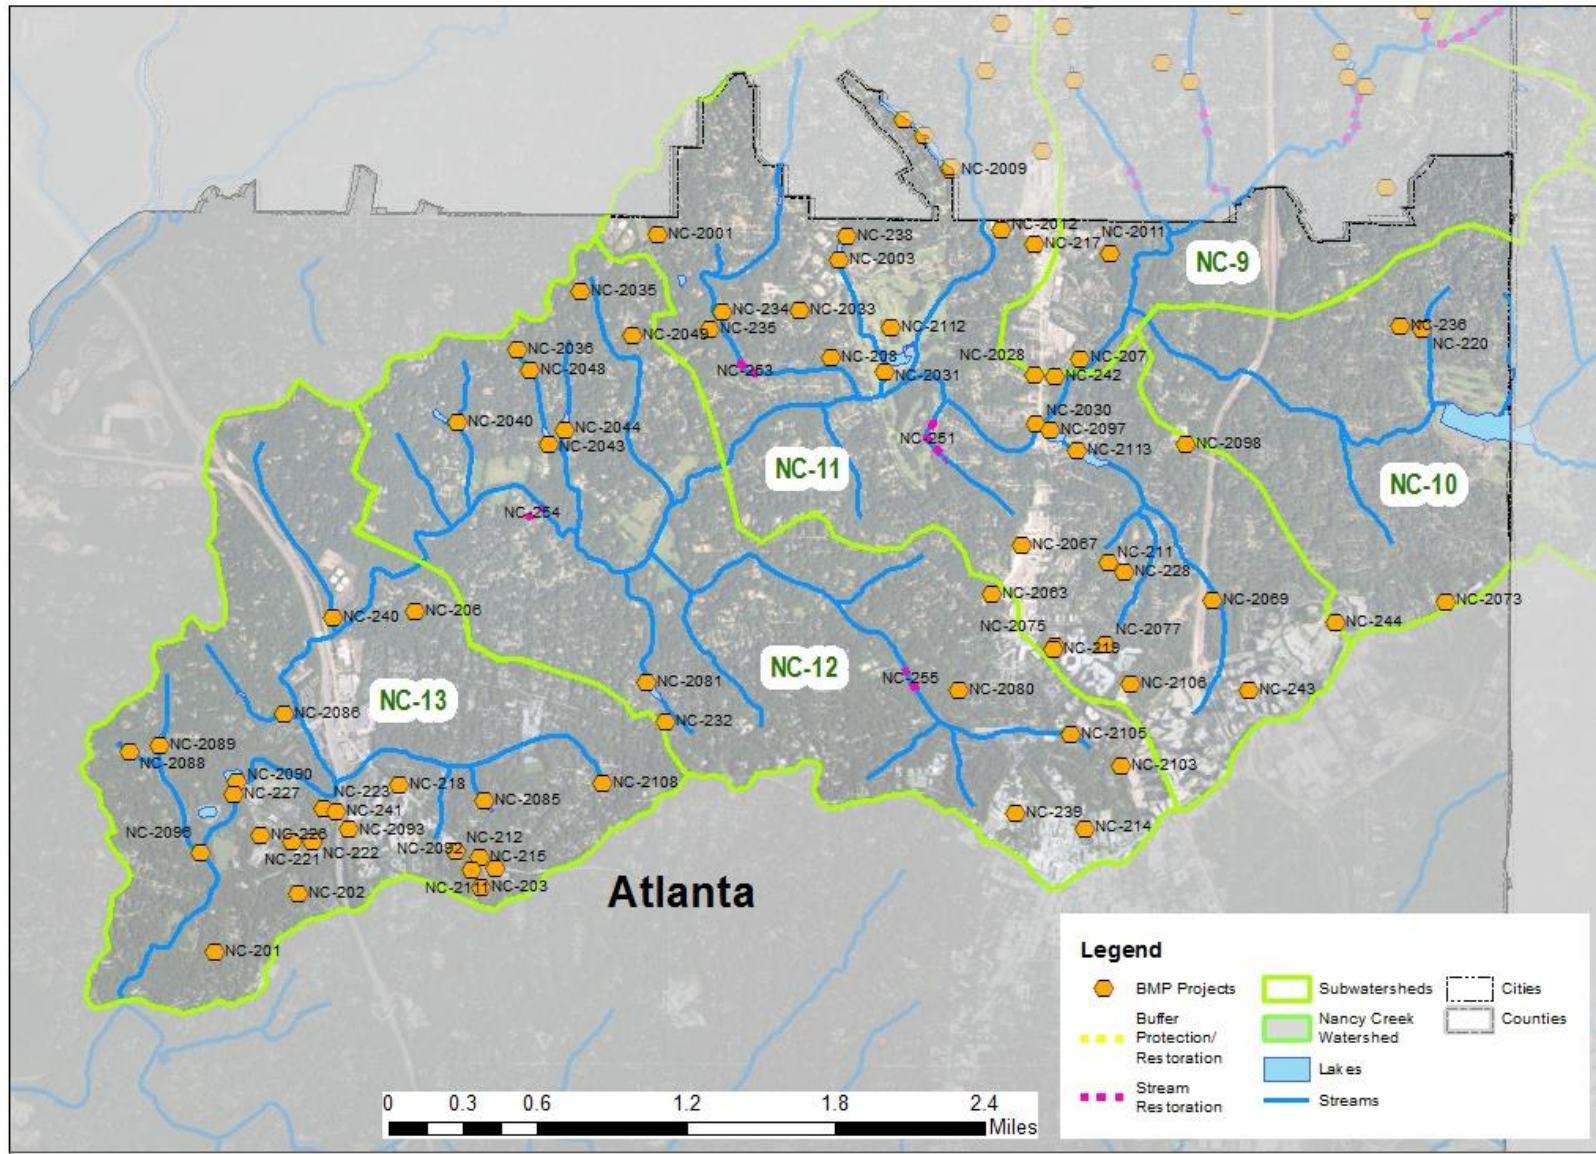 NC-2009
NC-2001
NC-238
NC-2012
NC-2011
NC-217
NC-2003
NC-9
NC-2035
NC-234
NC-2033
NC-235
NC-2112
NC-236
NC-220
NC-2049
NC-2036
NC-2048
NC-253
NC-208
NC-2031
NC-2028
NC-207
NC-242
NC-2040
NC-2044
NC-2043
NC-251
NC-2030
NC-2097
NC-2113
NC-2098
NC-11
NC-10
NC-254
NC-2067
NC-211
NC-228
NC-2063
NC-2069
NC-2073
NC-240
NC-206
NC-2075
NC-2077
NC-219
NC-244
NC-12
NC-13
NC-2081
NC-255
NC-2080
NC-2106
NC-243
NC-2086
NC-232
NC-2105
NC-2089
NC-2088
NC-2103
NC-2090
NC-227
NC-223
NC-218
NC-2108
NC-241
NC-2085
NC-239
NC-214
NC-2096
NC-226
NC-2093
NC-221
NC-222
NC-2092
NC-212
NC-215
NC-202
NC-2111
NC-203
Atlanta
NC-201
Legend
BMP Projects
Buffer
Protection/
Restoration
Stream
Restoration
Subwatersheds
Nancy Creek
Watershed
Lakes
Streams
Cities
Counties
0 0.3 0.6 1.2 1.8 2.4
Miles